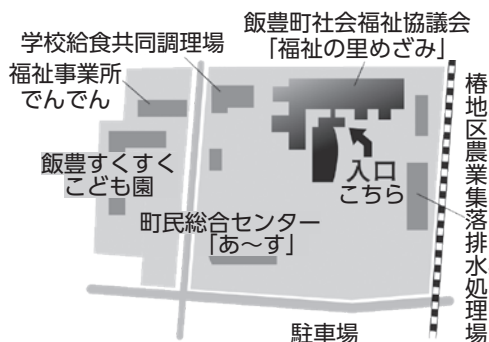 飯豊町社会福祉協議会
「福祉の里めざみ」
学校給食共同調理場
福祉事業所
でんでん
飯豊すくすく
こども園
入口
こちら
町民総合センター
「あ～す」
椿地区農業集落排水処理場
駐車場